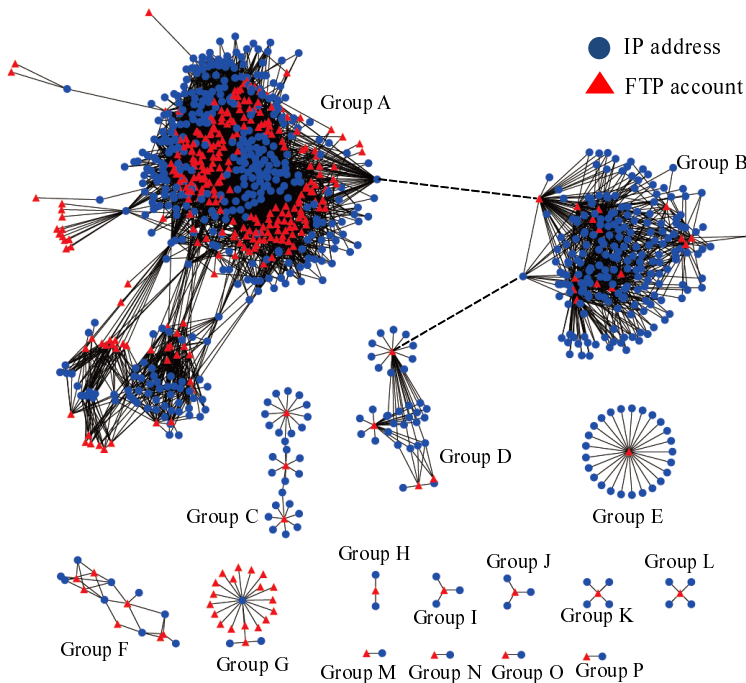 IP address
FTP account
Group A
Group B
Group D
Group C
Group E
Group H
Group J
Group L
Group I
Group K
Group F
Group G
Group M
Group N
Group O
Group P